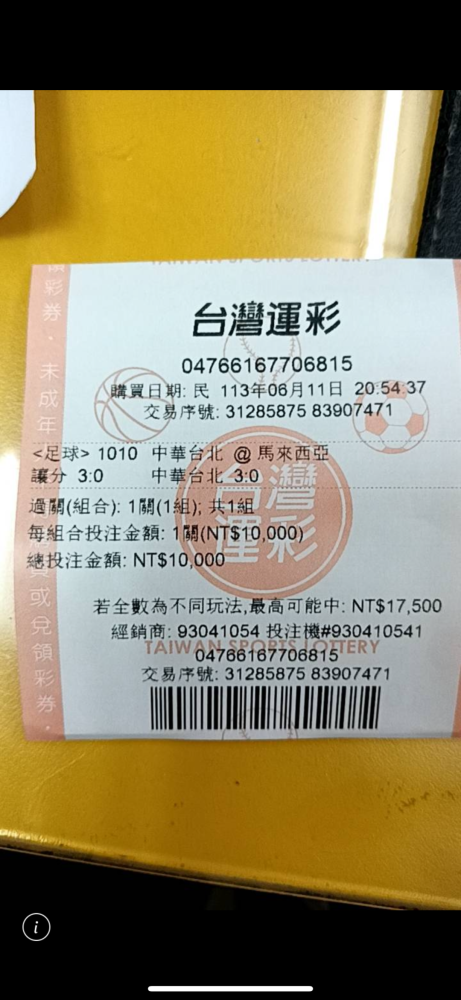 TAIWAN SPORTS LOTTERY
台灣運彩
04766167706815
購買日期: 民 113年06月11日 20:54:37
交易序號: 31285875 83907471
<足球> 1010 中華台北 @ 馬來西亞
讓分 3:0 中華台北 3:0
台灣運彩
過關(組合): 1關(1組); 共1組
每組合投注金額: 1關(NT$10,000)
總投注金額: NT$10,000
若全數為不同玩法,最高可能中: NT$17,500
經銷商: 93041054 投注機#930410541
TAIWAN SPORTS LOTTERY
04766167706815
交易序號: 31285875 83907471
領彩券．未成年
或兌領彩券．